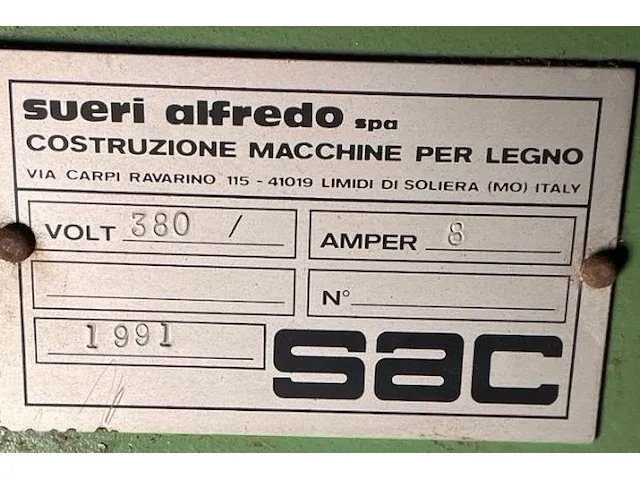 sueri alfredo spa
COSTRUZIONE MACCHINE PER LEGNO
VIA CARPI RAVARINO 115 - 41019 LIMIDI DI SOLIERA (MO) ITALY
VOLT 380 / AMPER 8
N°
1991
sac